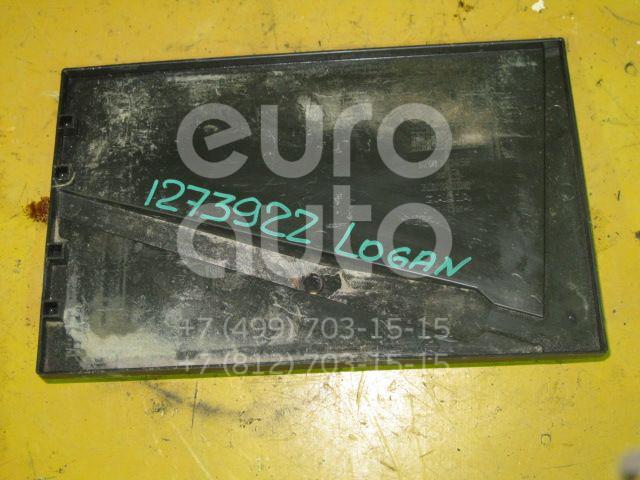 euro
auto
1273922 LOGAN
+7 (499) 703-15-15
+7 (812) 703-15-15